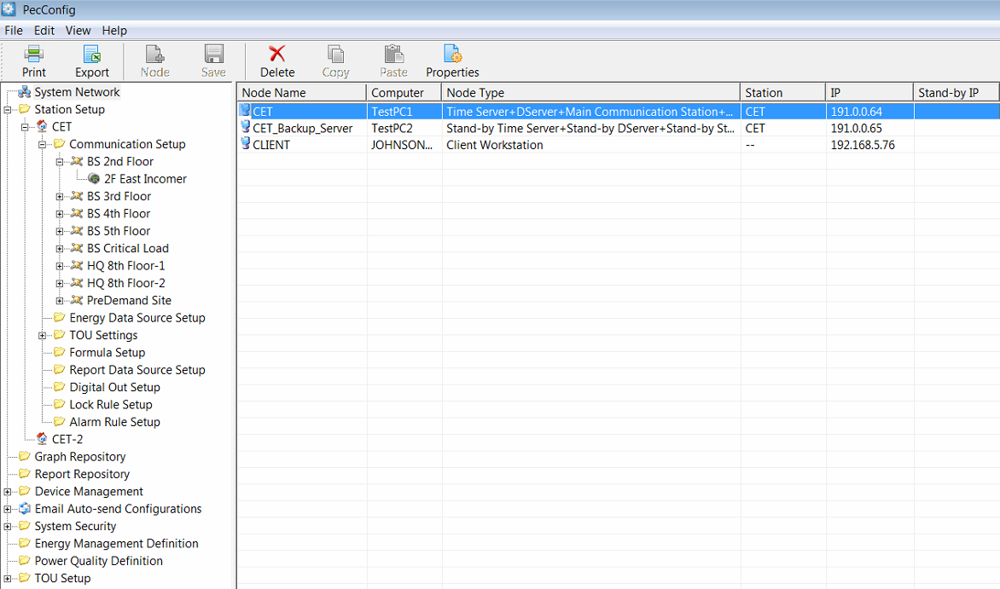 PecConfig
File Edit View Help
Print Export Node Save Delete Copy Paste Properties
System Network
Station Setup
CET
Communication Setup
BS 2nd Floor
2F East Incomer
BS 3rd Floor
BS 4th Floor
BS 5th Floor
BS Critical Load
HQ 8th Floor-1
HQ 8th Floor-2
PreDemand Site
Energy Data Source Setup
TOU Settings
Formula Setup
Report Data Source Setup
Digital Out Setup
Lock Rule Setup
Alarm Rule Setup
CET-2
Graph Repository
Report Repository
Device Management
Email Auto-send Configurations
System Security
Energy Management Definition
Power Quality Definition
TOU Setup
Node Name Computer Node Type Station IP Stand-by IP
CET TestPC1 Time Server+DServer+Main Communication Station+... CET 191.0.0.64
CET_Backup_Server TestPC2 Stand-by Time Server+Stand-by DServer+Stand-by St... CET 191.0.0.65
CLIENT JOHNSON... Client Workstation -- 192.168.5.76